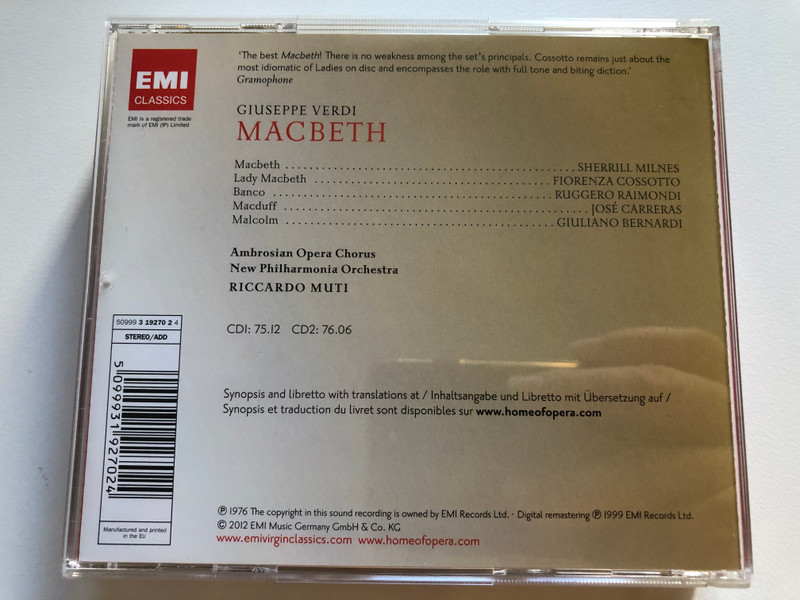 'The best Macbeth! There is no weakness among the set's principals. Cossotto remains just about the
most idiomatic of Ladies on disc and encompasses the role with full tone and biting diction.'
Gramophone
EMI
CLASSICS
EMI is a registered trade
mark of EMI (IP) Limited
GIUSEPPE VERDI
MACBETH
Macbeth ........................................................ SHERRILL MILNES
Lady Macbeth .............................................. FIORENZA COSSOTTO
Banco ...................................................... RUGGERO RAIMONDI
Macduff ........................................................... JOSÉ CARRERAS
Malcolm .................................................... GIULIANO BERNARDI
Ambrosian Opera Chorus
New Philharmonia Orchestra
RICCARDO MUTI
CD1: 75.12 CD2: 76.06
50999 3 19270 2 4
STEREO/ADD
5 099931 927024
Manufactured and printed
in the EU
Synopsis and libretto with translations at / Inhaltsangabe und Libretto mit Übersetzung auf /
Synopsis et traduction du livret sont disponibles sur www.homeofopera.com
℗ 1976 The copyright in this sound recording is owned by EMI Records Ltd. · Digital remastering ℗ 1999 EMI Records Ltd.
© 2012 EMI Music Germany GmbH & Co. KG
www.emivirginclassics.com www.homeofopera.com